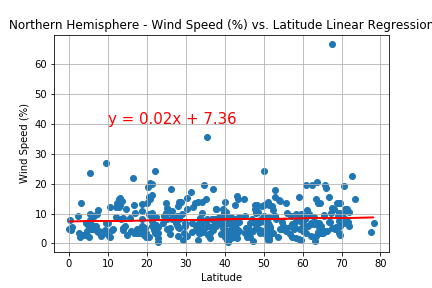 Northern Hemisphere - Wind Speed (%) vs. Latitude Linear Regression
60
50
40
30
20
10
0
Wind Speed (%)
y = 0.02x + 7.36
0 10 20 30 40 50 60 70 80
Latitude